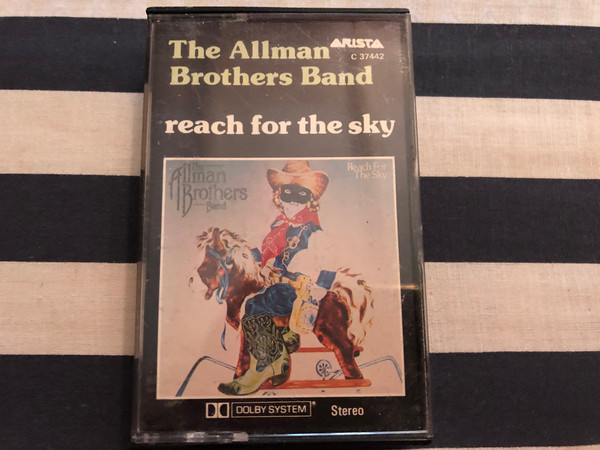 The Allman
ARISTA
C 37442
Brothers Band
reach for the sky
The
Allman
Brothers
Band
Reach For
The Sky
DOLBY SYSTEM
Stereo